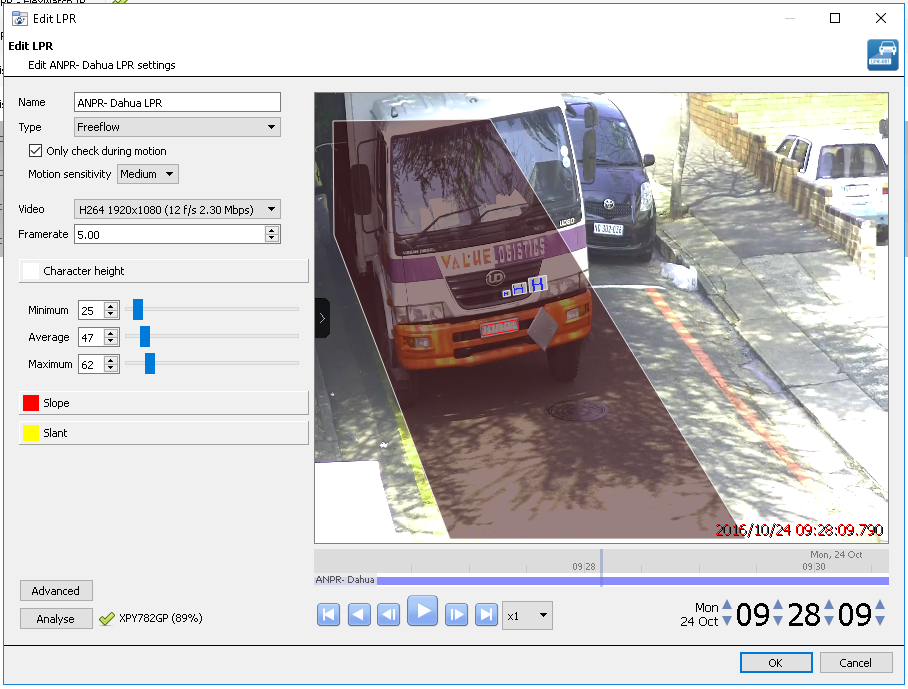 Edit LPR
Edit LPR
Edit ANPR- Dahua LPR settings
Name
ANPR- Dahua LPR
Type
Freeflow
Only check during motion
Motion sensitivity
Medium
Video
H264 1920x1080 (12 f/s 2.30 Mbps)
Framerate
5.00
Character height
Minimum
25
Average
47
Maximum
62
Slope
Slant
VALUE LOGISTICS
UD
H H H
2016/10/24 09:28:09.790
Mon, 24 Oct
09:28
09:30
ANPR- Dahua
Advanced
Analyse
XPY782GP (89%)
x1
Mon
24 Oct
09 28 09
OK
Cancel